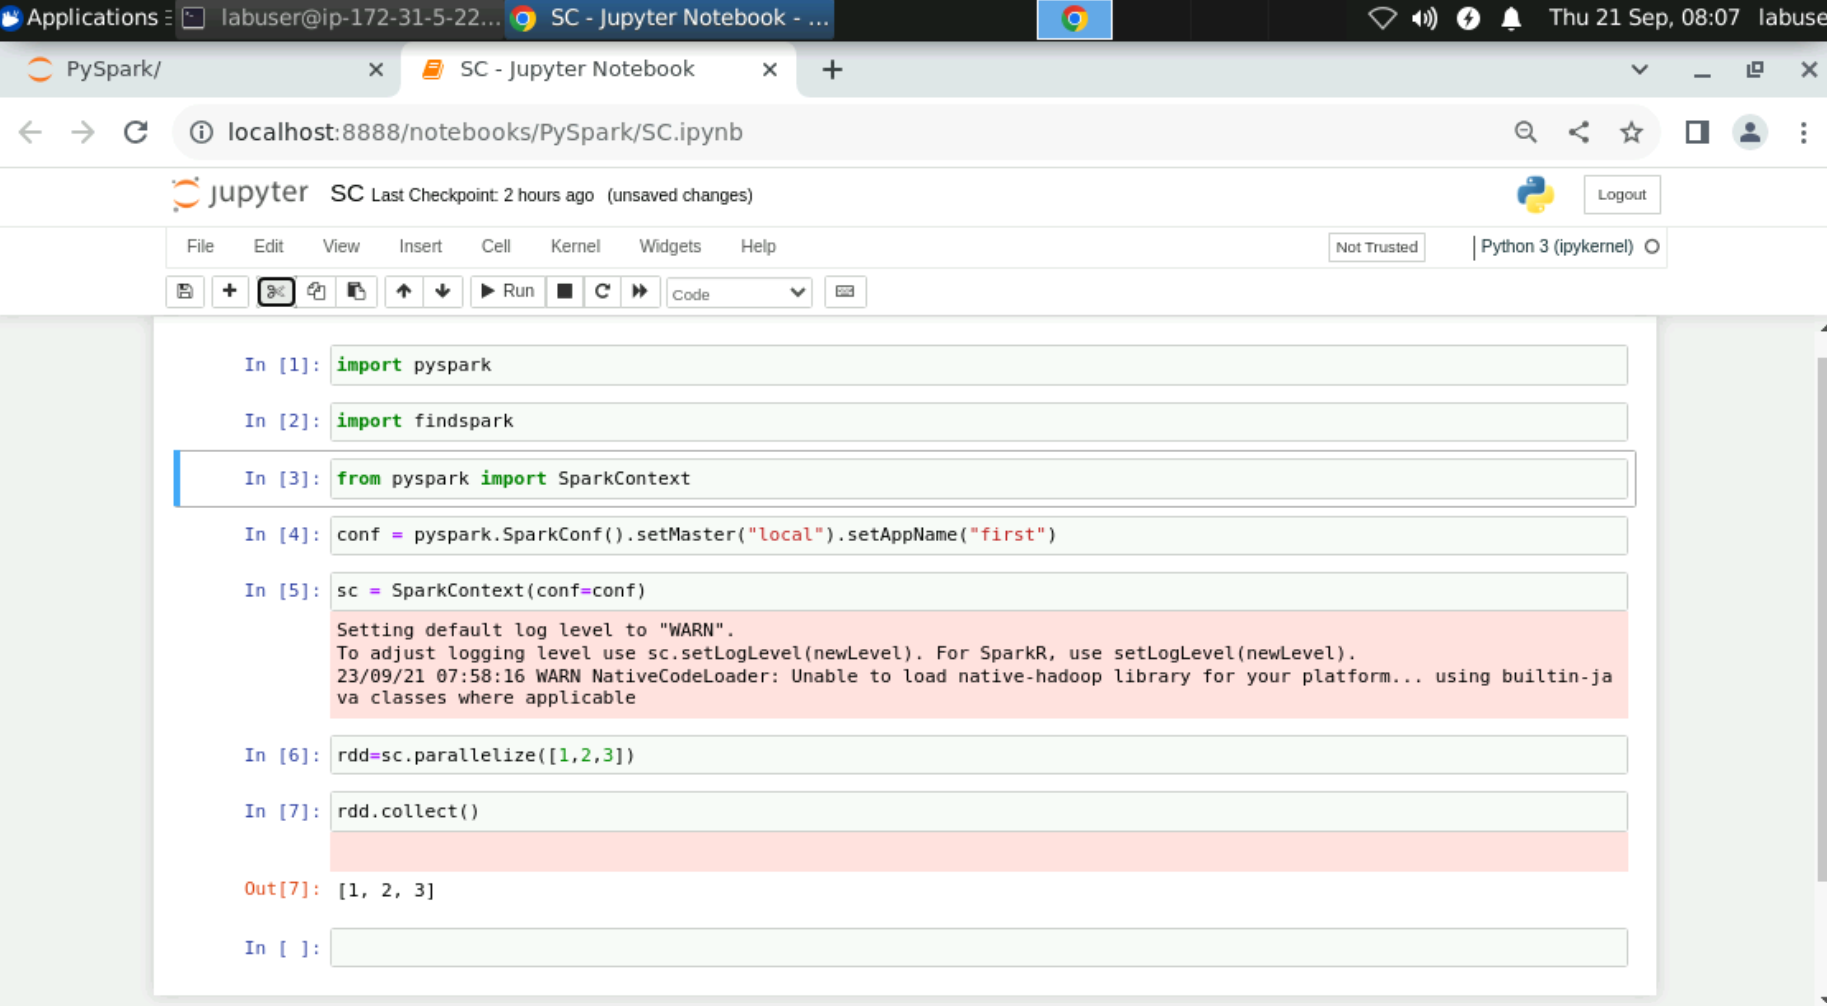 Applications
labuser@ip-172-31-5-22...
SC - Jupyter Notebook - ...
Thu 21 Sep, 08:07
labuse
PySpark/
SC - Jupyter Notebook
localhost:8888/notebooks/PySpark/SC.ipynb
jupyter SC Last Checkpoint: 2 hours ago (unsaved changes)
Logout
File Edit View Insert Cell Kernel Widgets Help
Not Trusted
Python 3 (ipykernel)
Run
Code
In [1]: import pyspark
In [2]: import findspark
In [3]: from pyspark import SparkContext
In [4]: conf = pyspark.SparkConf().setMaster("local").setAppName("first")
In [5]: sc = SparkContext(conf=conf)
Setting default log level to "WARN".
To adjust logging level use sc.setLogLevel(newLevel). For SparkR, use setLogLevel(newLevel).
23/09/21 07:58:16 WARN NativeCodeLoader: Unable to load native-hadoop library for your platform... using builtin-ja
va classes where applicable
In [6]: rdd=sc.parallelize([1,2,3])
In [7]: rdd.collect()
Out[7]: [1, 2, 3]
In [ ]: